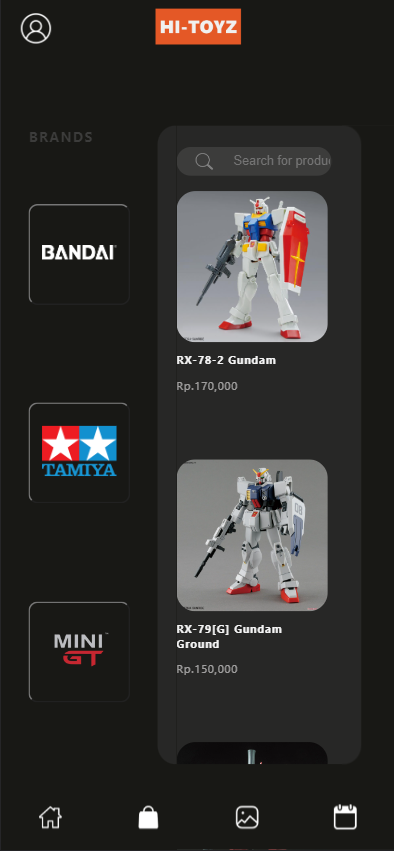 HI-TOYZ
BRANDS
Search for produ
BANDAI
RX-78-2 Gundam
Rp.170,000
TAMIYA
RX-79[G] Gundam
Ground
Rp.150,000
MINI
GT